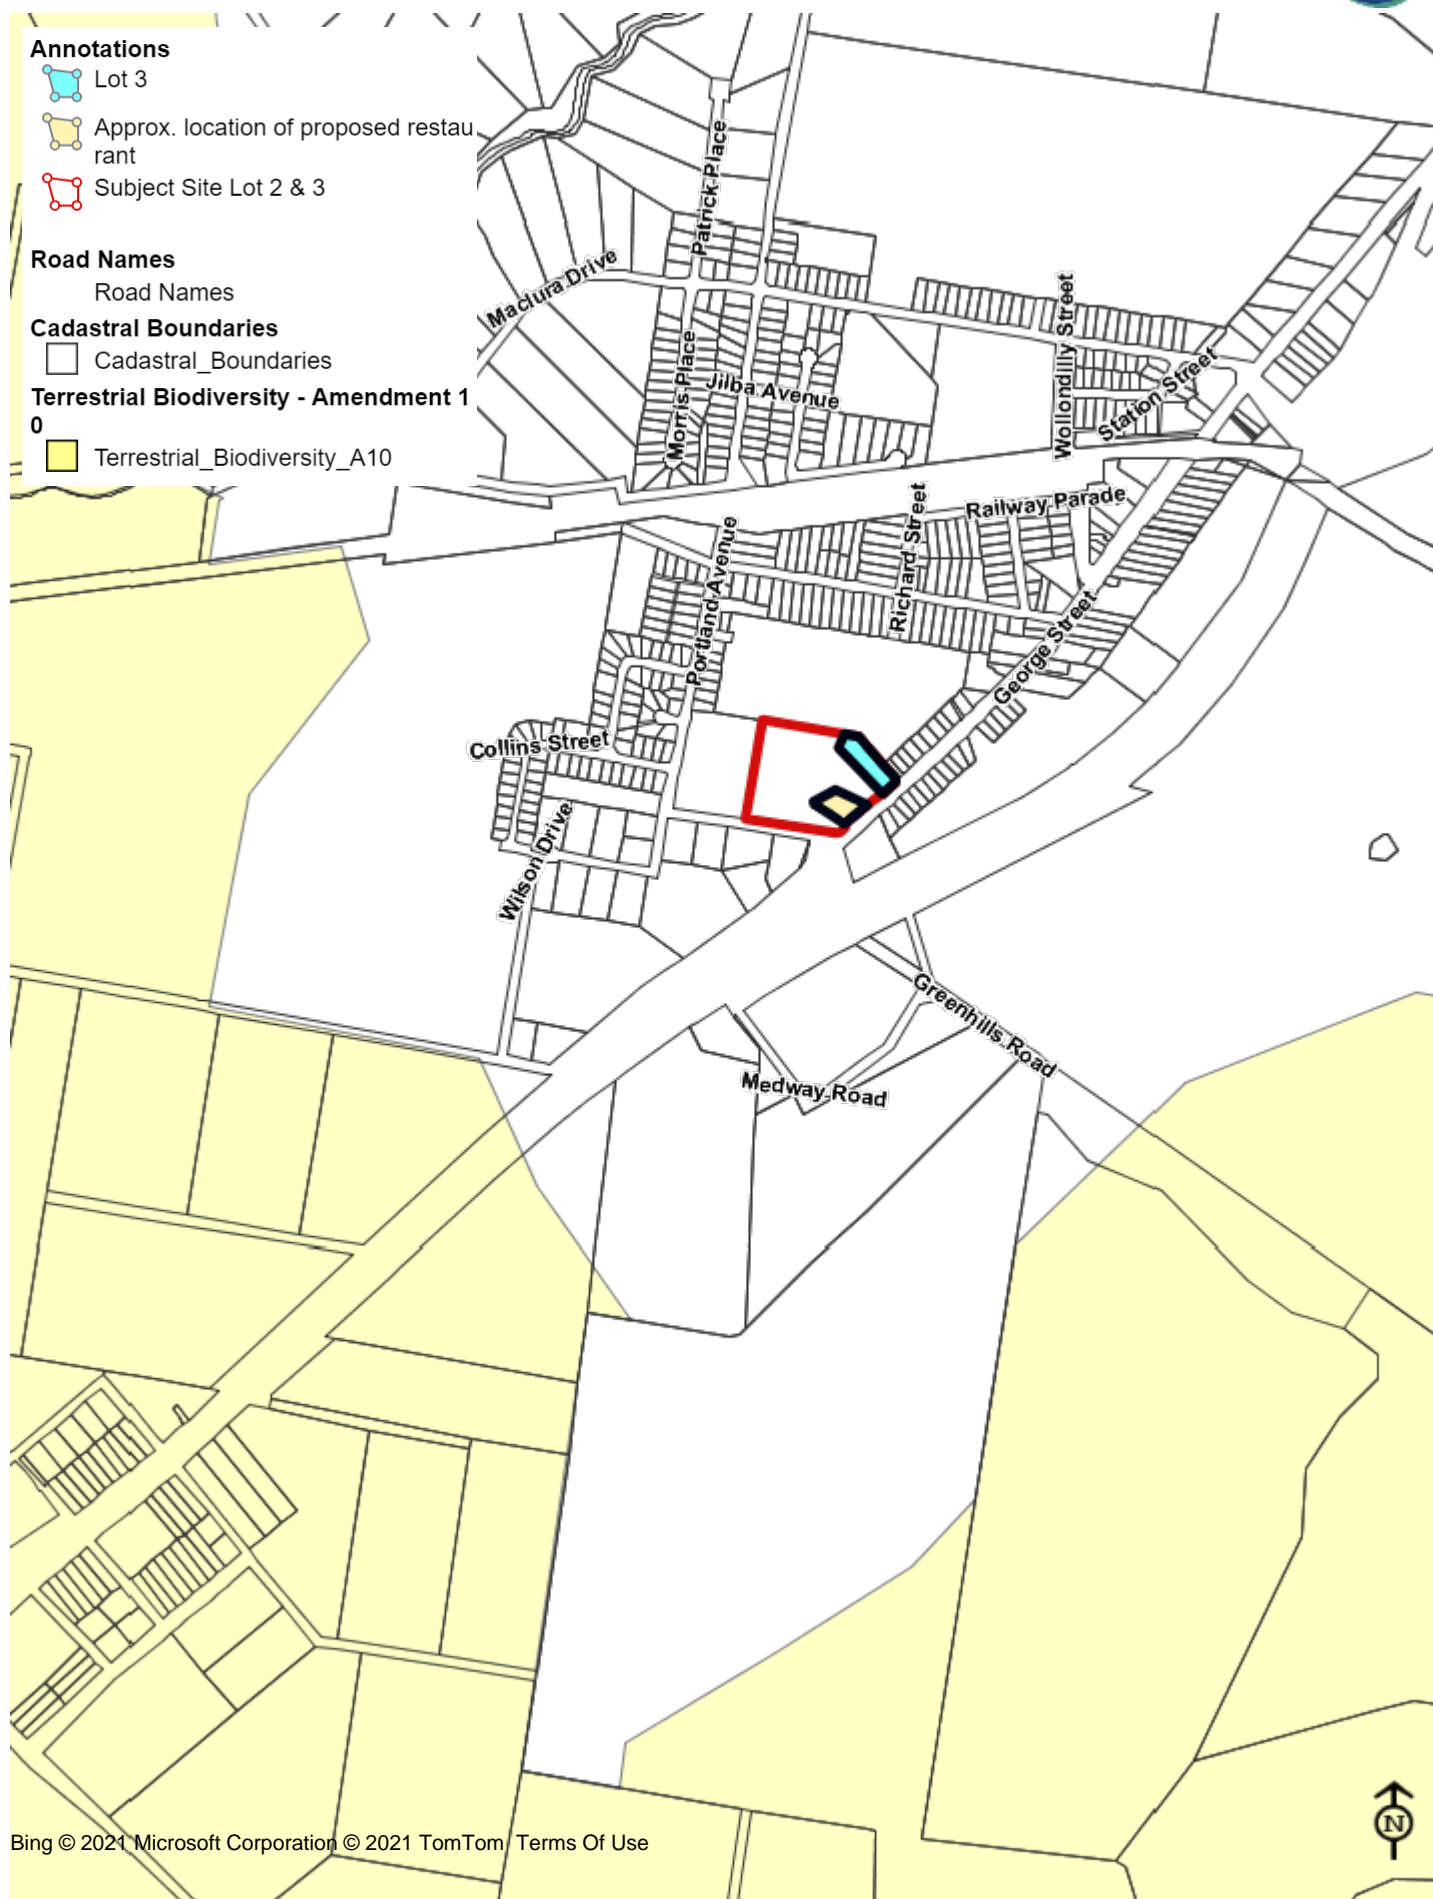 Annotations
Lot 3
Approx. location of proposed restau
rant
Subject Site Lot 2 & 3
Road Names
Road Names
Cadastral Boundaries
Cadastral_Boundaries
Terrestrial Biodiversity - Amendment 1
0
Terrestrial_Biodiversity_A10
Patrick Place
Maclura Drive
Morris Place
Jilba Avenue
Wollondilly Street
Station Street
Railway Parade
Richard Street
Portland Avenue
George Street
Collins Street
Wilson Drive
Greenhills Road
Medway Road
N
Bing © 2021 Microsoft Corporation © 2021 TomTom Terms Of Use